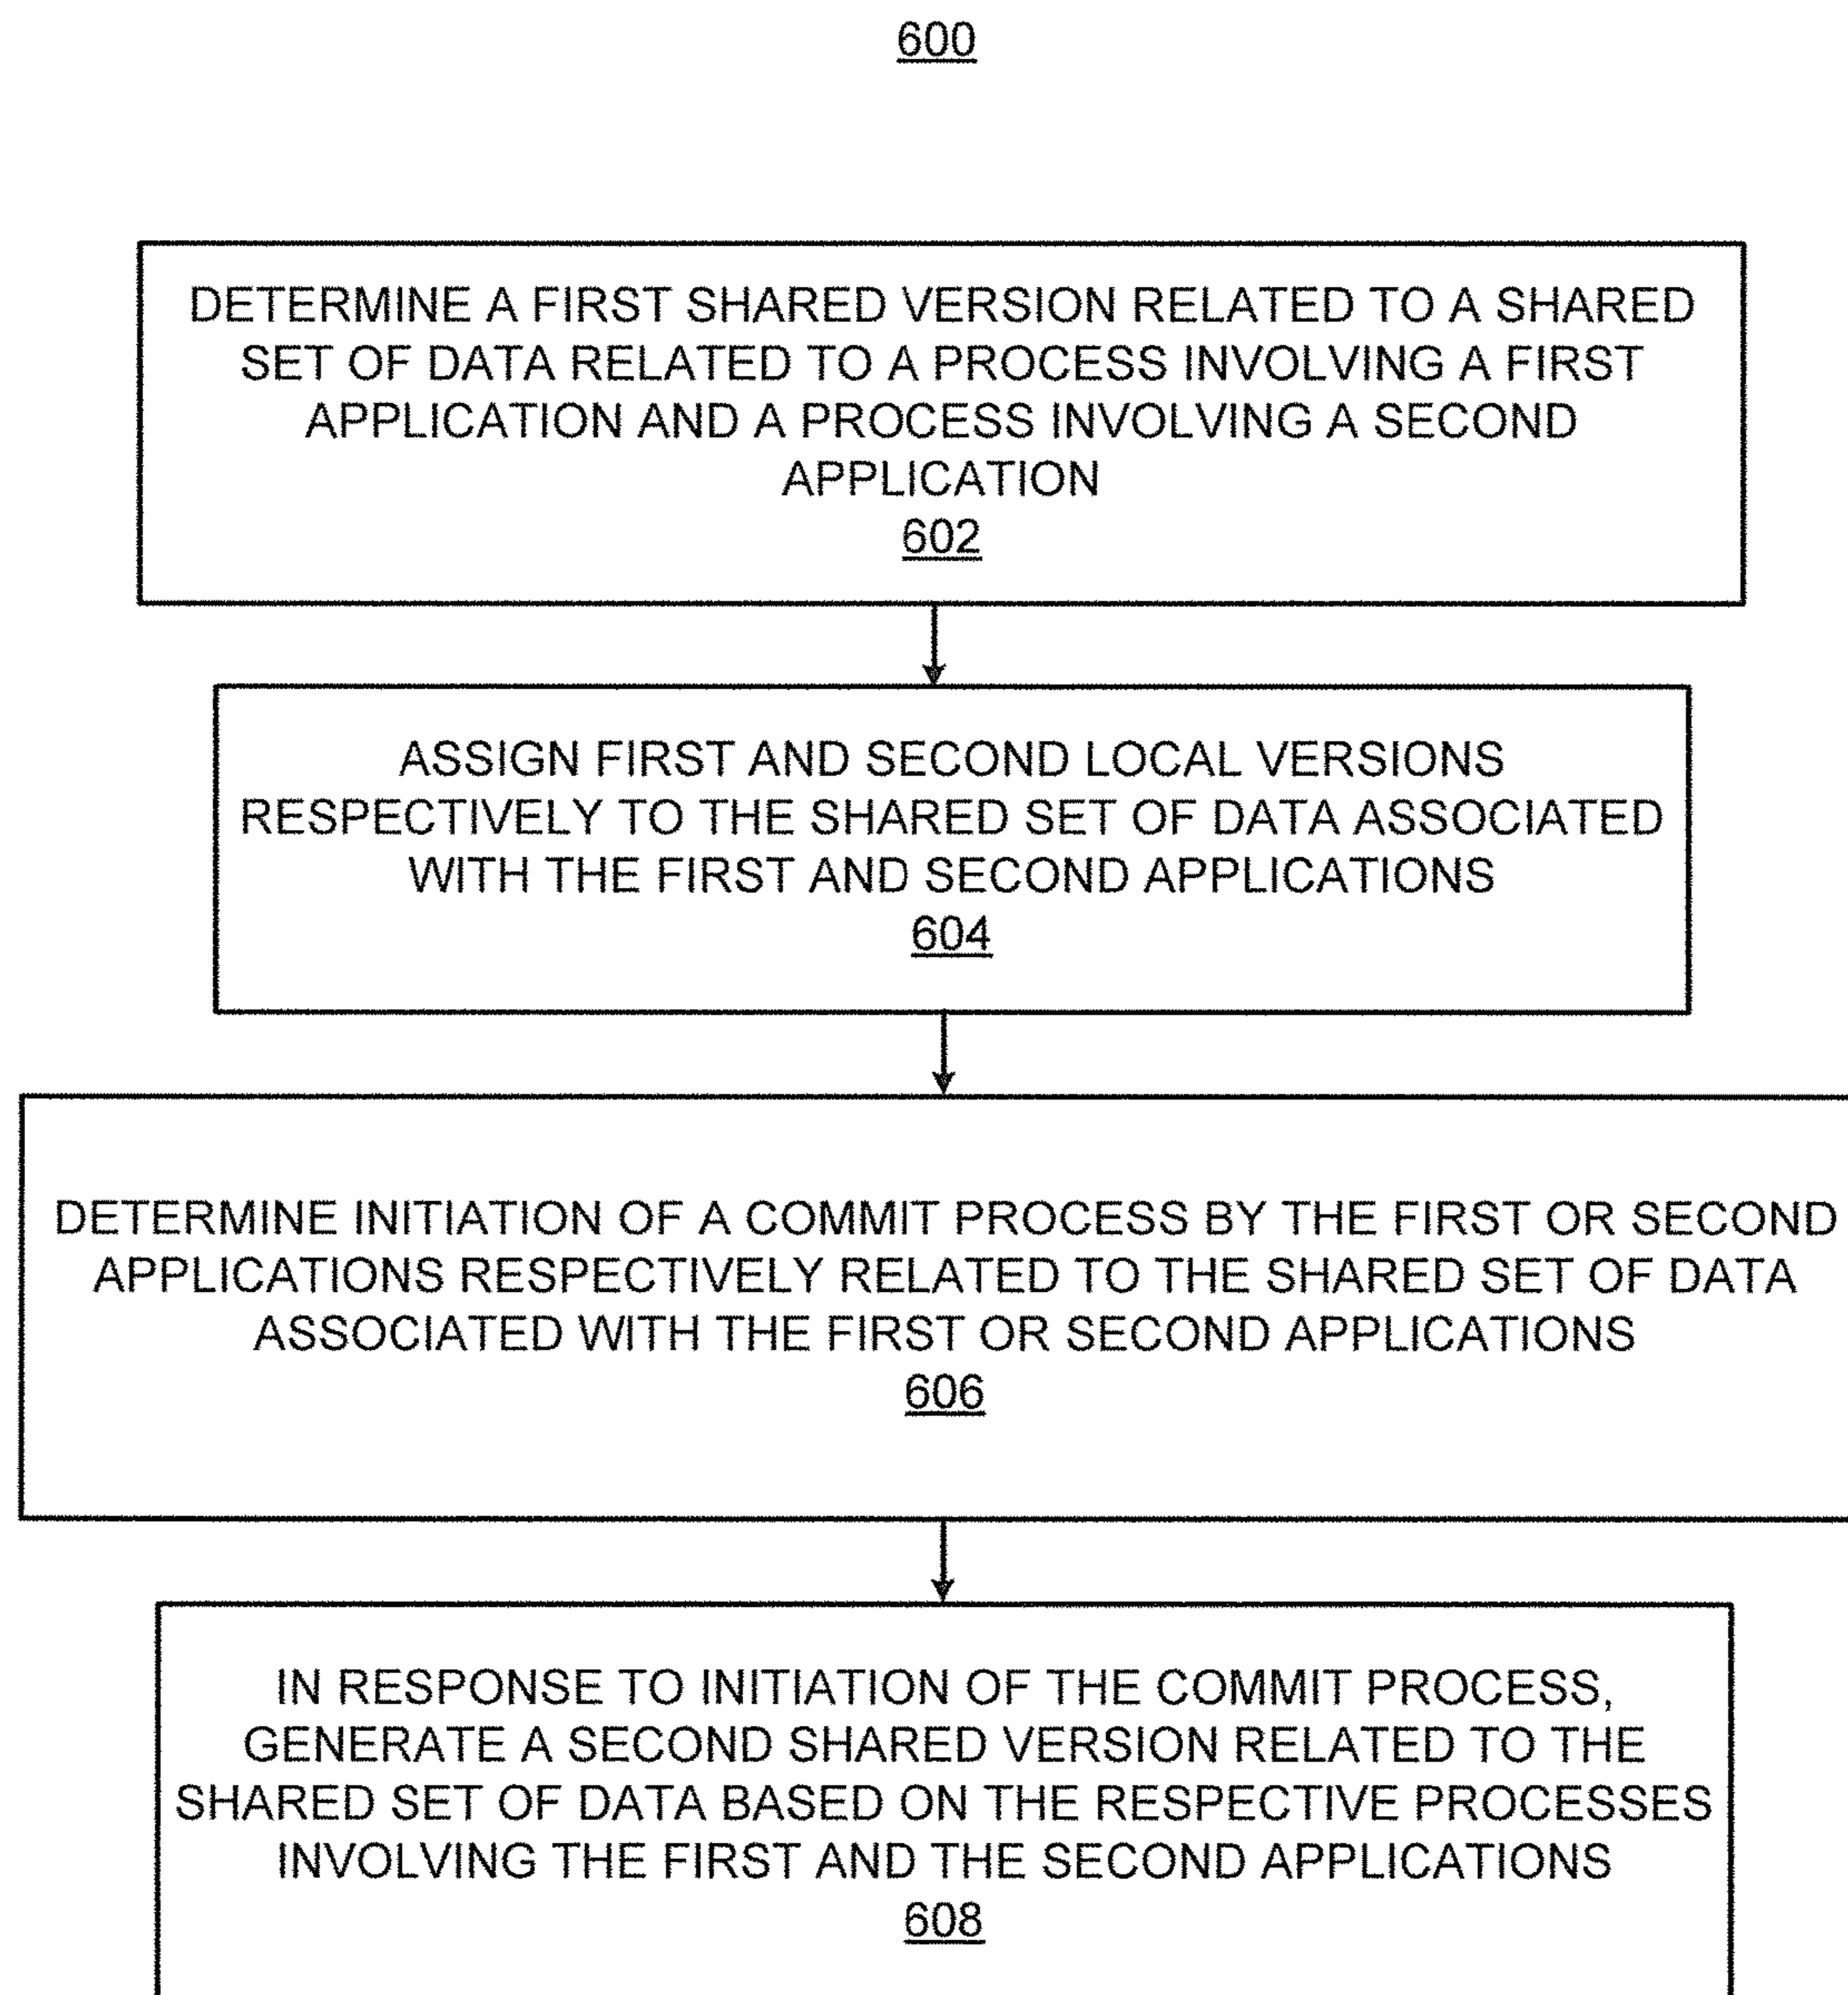 600
DETERMINE A FIRST SHARED VERSION RELATED TO A SHARED
SET OF DATA RELATED TO A PROCESS INVOLVING A FIRST
APPLICATION AND A PROCESS INVOLVING A SECOND
APPLICATION
602
ASSIGN FIRST AND SECOND LOCAL VERSIONS
RESPECTIVELY TO THE SHARED SET OF DATA ASSOCIATED
WITH THE FIRST AND SECOND APPLICATIONS
604
DETERMINE INITIATION OF A COMMIT PROCESS BY THE FIRST OR SECOND
APPLICATIONS RESPECTIVELY RELATED TO THE SHARED SET OF DATA
ASSOCIATED WITH THE FIRST OR SECOND APPLICATIONS
606
IN RESPONSE TO INITIATION OF THE COMMIT PROCESS,
GENERATE A SECOND SHARED VERSION RELATED TO THE
SHARED SET OF DATA BASED ON THE RESPECTIVE PROCESSES
INVOLVING THE FIRST AND THE SECOND APPLICATIONS
608